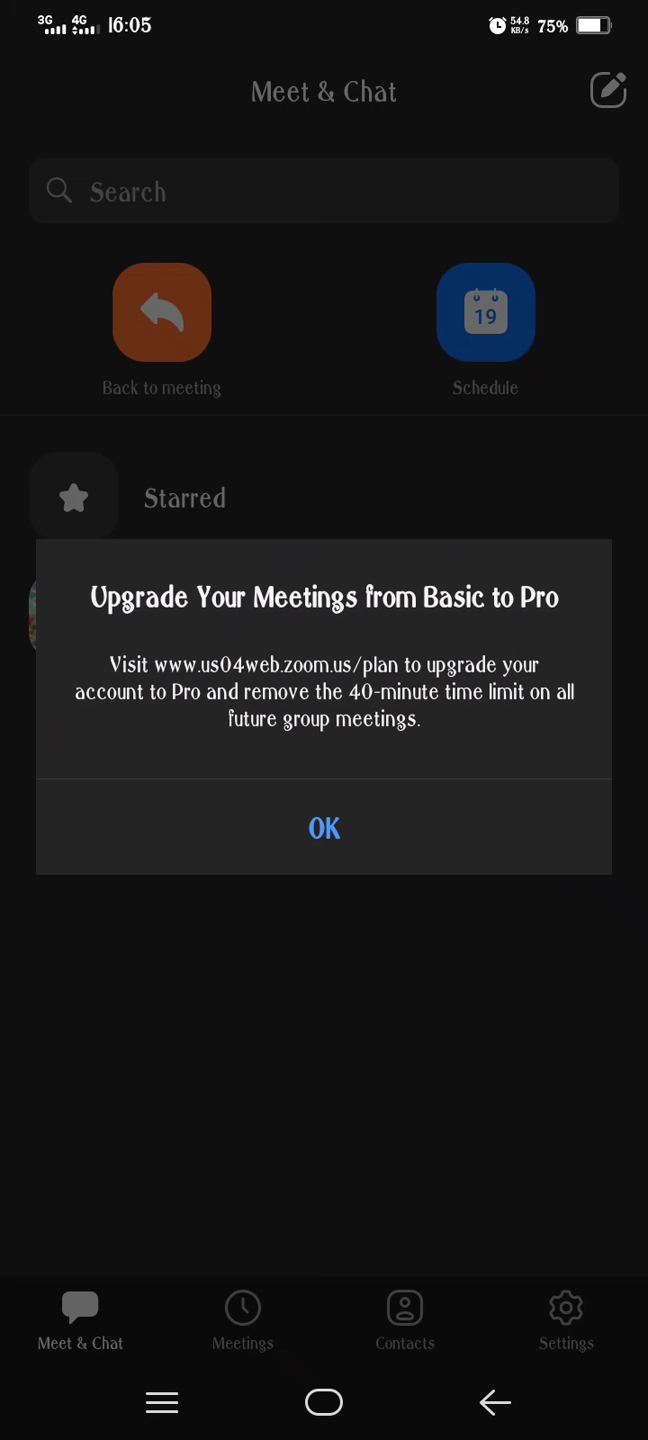 3G 4G 16:05 54.8 KB/s 75%
Meet & Chat
Search
19
Back to meeting Schedule
Starred
Upgrade Your Meetings from Basic to Pro
Visit www.us04web.zoom.us/plan to upgrade your
account to Pro and remove the 40-minute time limit on all
future group meetings.
OK
Meet & Chat Meetings Contacts Settings